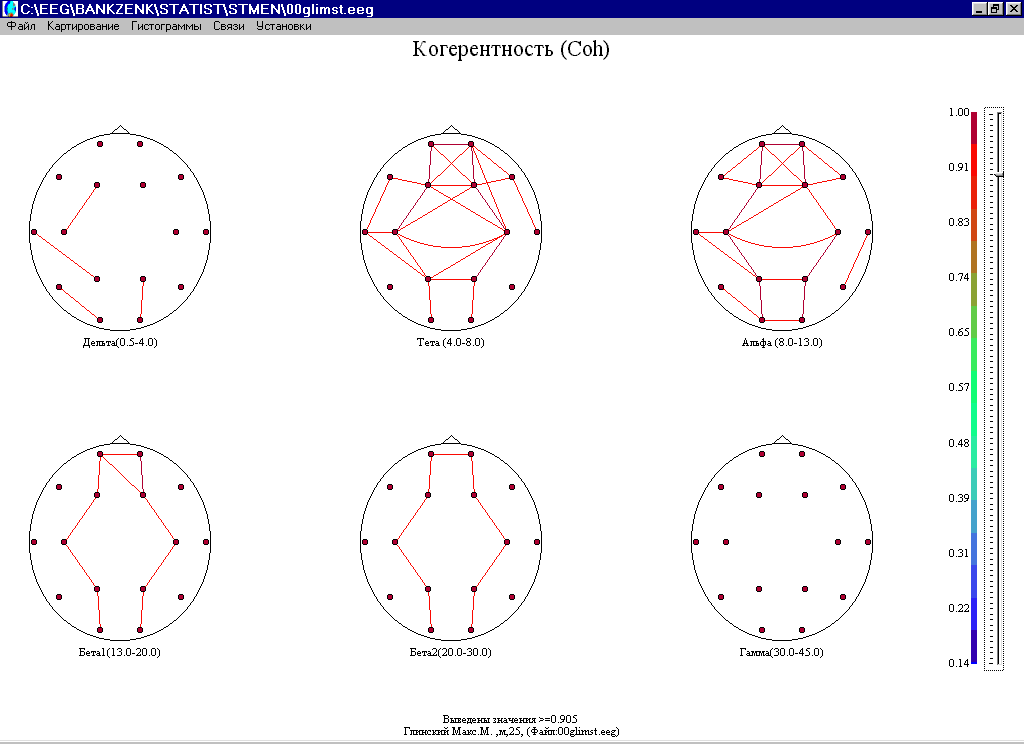 C:\EEG\BANKZENK\STATIST\STMEN\00glimst.eeg
Файл Картирование Гистограммы Связи Установки
Когерентность (Coh)
1.00
0.91
0.83
0.74
0.65
0.57
0.48
0.39
0.31
0.22
0.14
Дельта(0.5-4.0) Тета (4.0-8.0) Альфа (8.0-13.0)
Бета1(13.0-20.0) Бета2(20.0-30.0) Гамма(30.0-45.0)
Выведены значения >=0.905
Глинский Макс.М. ,м,25, (Файл:00glimst.eeg)